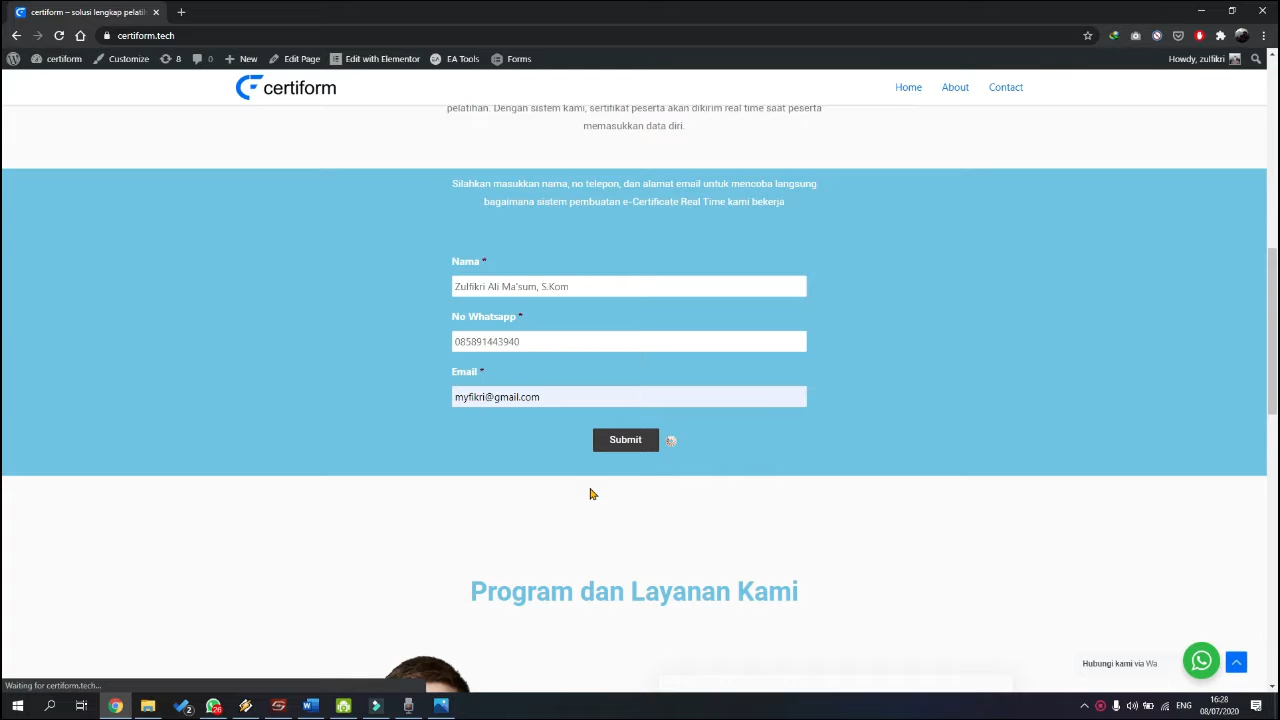 certiform – solusi lengkap pelatih
certiform.tech
certiform
Customize
8
0
New
Edit Page
Edit with Elementor
EA Tools
Forms
Howdy, zulfikri
certiform
Home
About
Contact
pelatihan. Dengan sistem kami, sertifikat peserta akan dikirim real time saat peserta
memasukkan data diri.
Silahkan masukkan nama, no telepon, dan alamat email untuk mencoba langsung
bagaimana sistem pembuatan e-Certificate Real Time kami bekerja
Nama *
Zulfikri Ali Ma'sum, S.Kom
No Whatsapp *
085891443940
Email *
myfikri@gmail.com
Submit
Program dan Layanan Kami
Hubungi kami via Wa
Waiting for certiform.tech...
2
26
ENG
16:28
08/07/2020